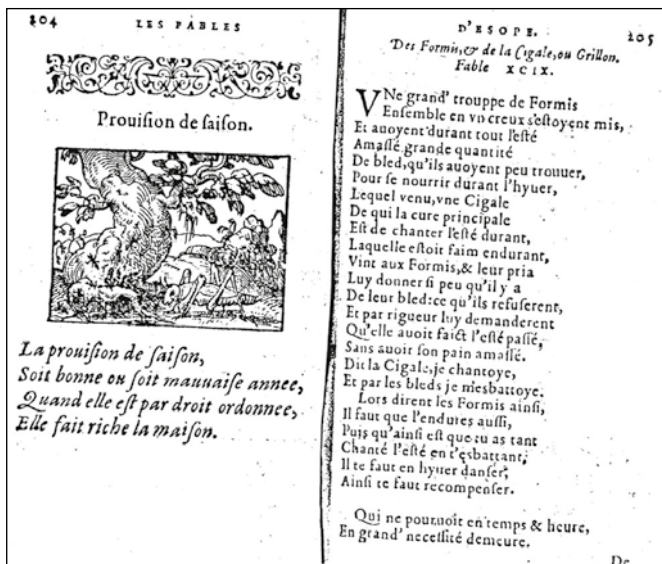 204
LES FABLES
Prouiſion de ſaiſon.
La prouiſion de ſaiſon,
Soit bonne ou ſoit mauuaiſe annee,
Quand elle eſt par droit ordonnee,
Elle fait riche la maiſon.
D'ESOPE.
205
Des Formis, & de la Cigale, ou Grillon.
Fable XCIX.
VNe grand' trouppe de Formis
Enſemble en vn creux s'eſtoyent mis,
Et auoyent durant tout l'eſté
Amaſſé grande quantité
De bled, qu'ils auoyent peu trouuer,
Pour ſe nourrir durant l'hyuer,
Lequel venu, vne Cigale
De qui la cure principale
Eſt de chanter l'eſté durant,
Laquelle eſtoit faim endurant,
Vint aux Formis, & leur pria
Luy donner ſi peu qu'il y a
De leur bled: ce qu'ils refuſerent,
Et par rigueur luy demanderent
Qu'elle auoit faict l'eſté paſſé,
Sans auoir ſon pain amaſſé.
Dit la Cigale, je chantoye,
Et par les bleds je m'esbattoye.
Lors dirent les Formis ainſi,
Il faut que l'endures auſſi,
Puis qu'ainſi eſt que tu as tant
Chanté l'eſté en t'esbattant,
Il te faut en hyuer danſer,
Ainſi te faut recompenſer.
Qui ne pouruoit en temps & heure,
En grand' neceſſité demeure.
De